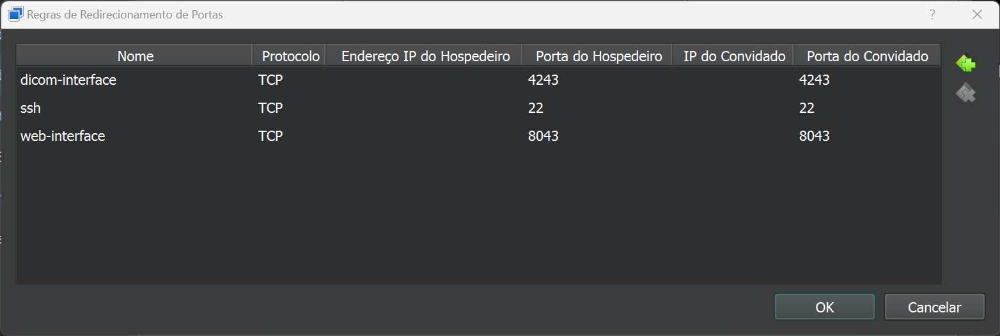 Regras de Redirecionamento de Portas ?
Nome Protocolo Endereço IP do Hospedeiro Porta do Hospedeiro IP do Convidado Porta do Convidado
dicom-interface TCP 4243 4243
ssh TCP 22 22
web-interface TCP 8043 8043
OK Cancelar